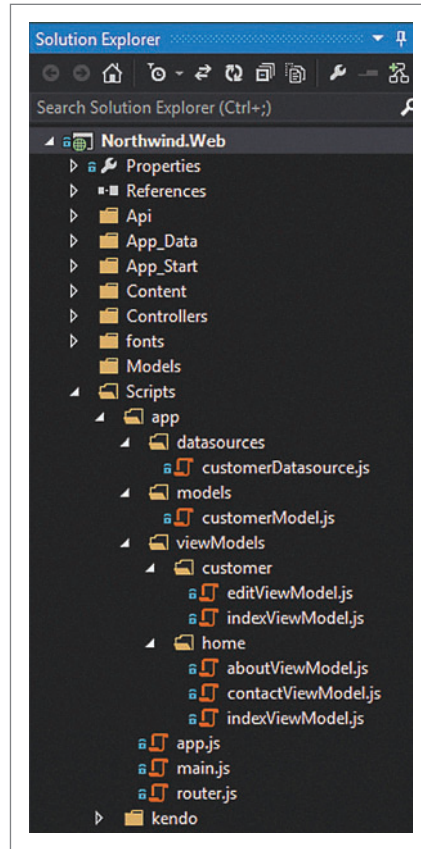 Solution Explorer
Search Solution Explorer (Ctrl+;)
Northwind.Web
Properties
References
Api
App_Data
App_Start
Content
Controllers
fonts
Models
Scripts
app
datasources
customerDatasource.js
models
customerModel.js
viewModels
customer
editViewModel.js
indexViewModel.js
home
aboutViewModel.js
contactViewModel.js
indexViewModel.js
app.js
main.js
router.js
kendo